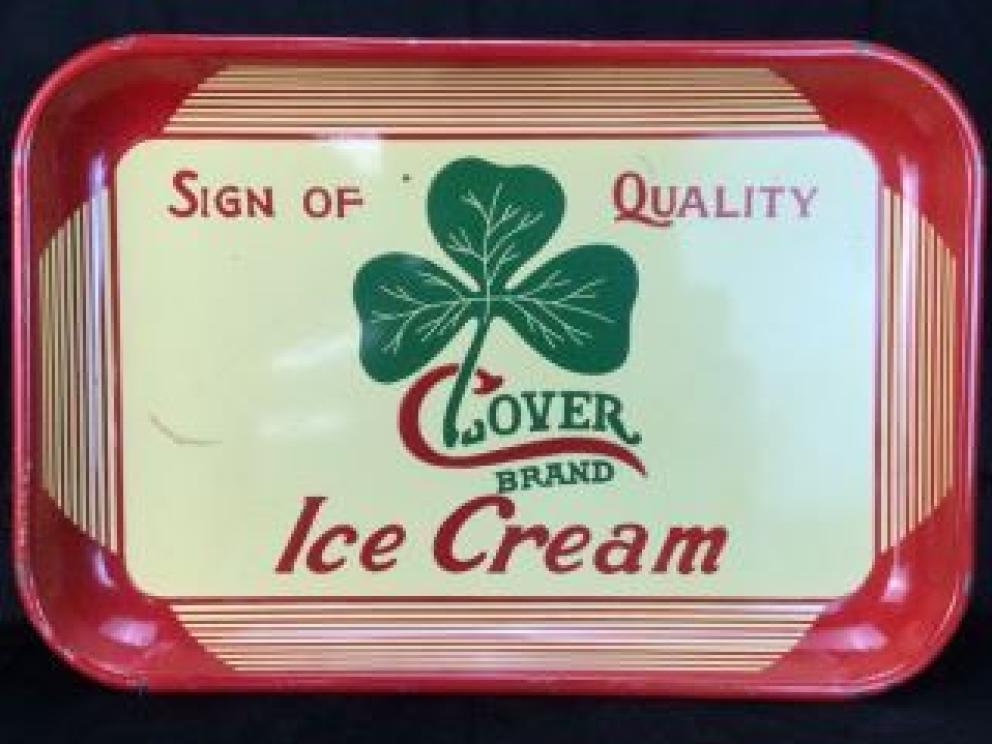 SIGN OF QUALITY
CLOVER
BRAND
Ice Cream